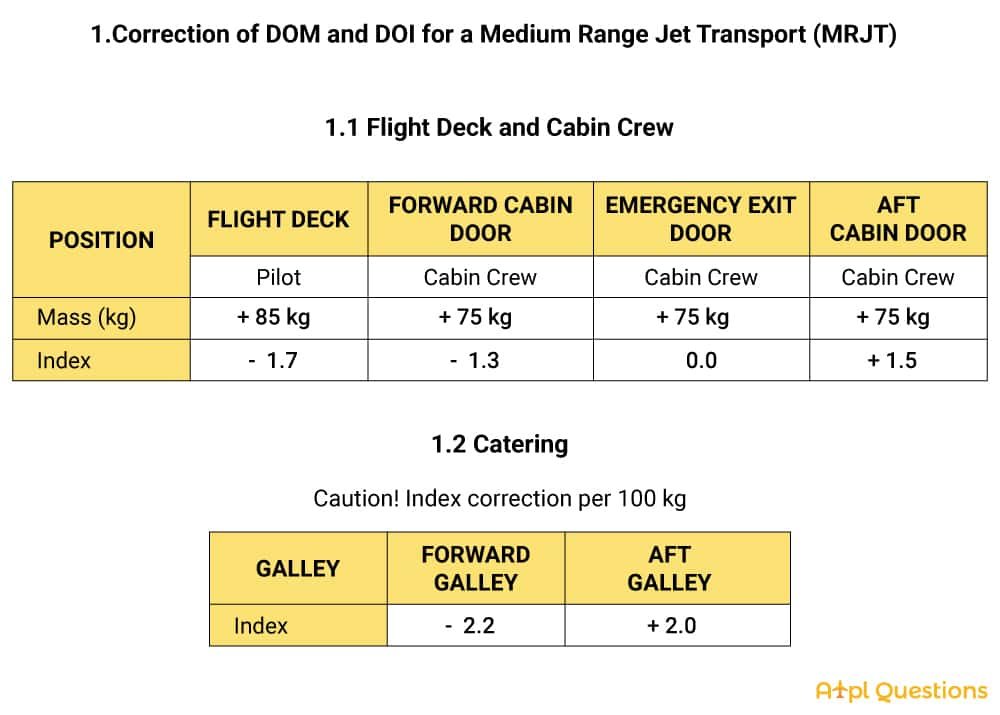 1.Correction of DOM and DOI for a Medium Range Jet Transport (MRJT)
1.1 Flight Deck and Cabin Crew
POSITION
FLIGHT DECK
FORWARD CABIN
DOOR
EMERGENCY EXIT
DOOR
AFT
CABIN DOOR
Pilot
Cabin Crew
Cabin Crew
Cabin Crew
Mass (kg)
+ 85 kg
+ 75 kg
+ 75 kg
+ 75 kg
Index
- 1.7
- 1.3
0.0
+ 1.5
1.2 Catering
Caution! Index correction per 100 kg
GALLEY
FORWARD
GALLEY
AFT
GALLEY
Index
- 2.2
+ 2.0
Atpl Questions